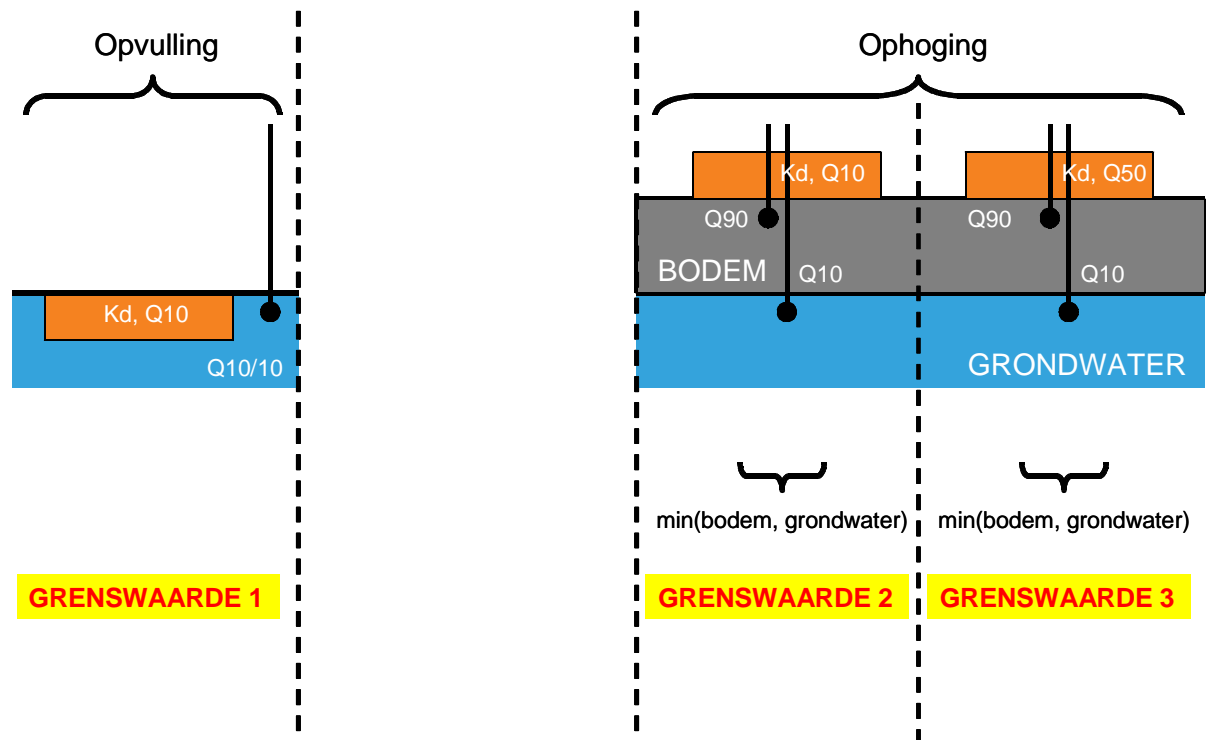 Opvulling
Ophoging
Kd, Q10
Kd, Q50
Q90
Q90
BODEM
Q10
Q10
Kd, Q10
Q10/10
GRONDWATER
min(bodem, grondwater)
min(bodem, grondwater)
GRENSWAARDE 1
GRENSWAARDE 2
GRENSWAARDE 3